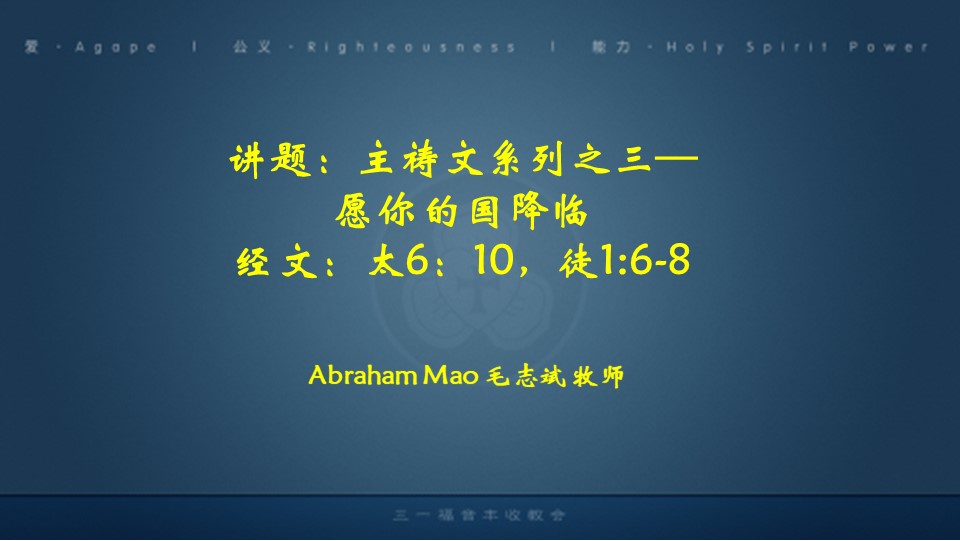 爱·Agape | 公义·Righteousness | 能力·Holy Spirit Power
讲题：主祷文系列之三—
愿你的国降临
经文：太6：10，徒1:6-8
Abraham Mao 毛志斌牧师
三一福音丰收教会